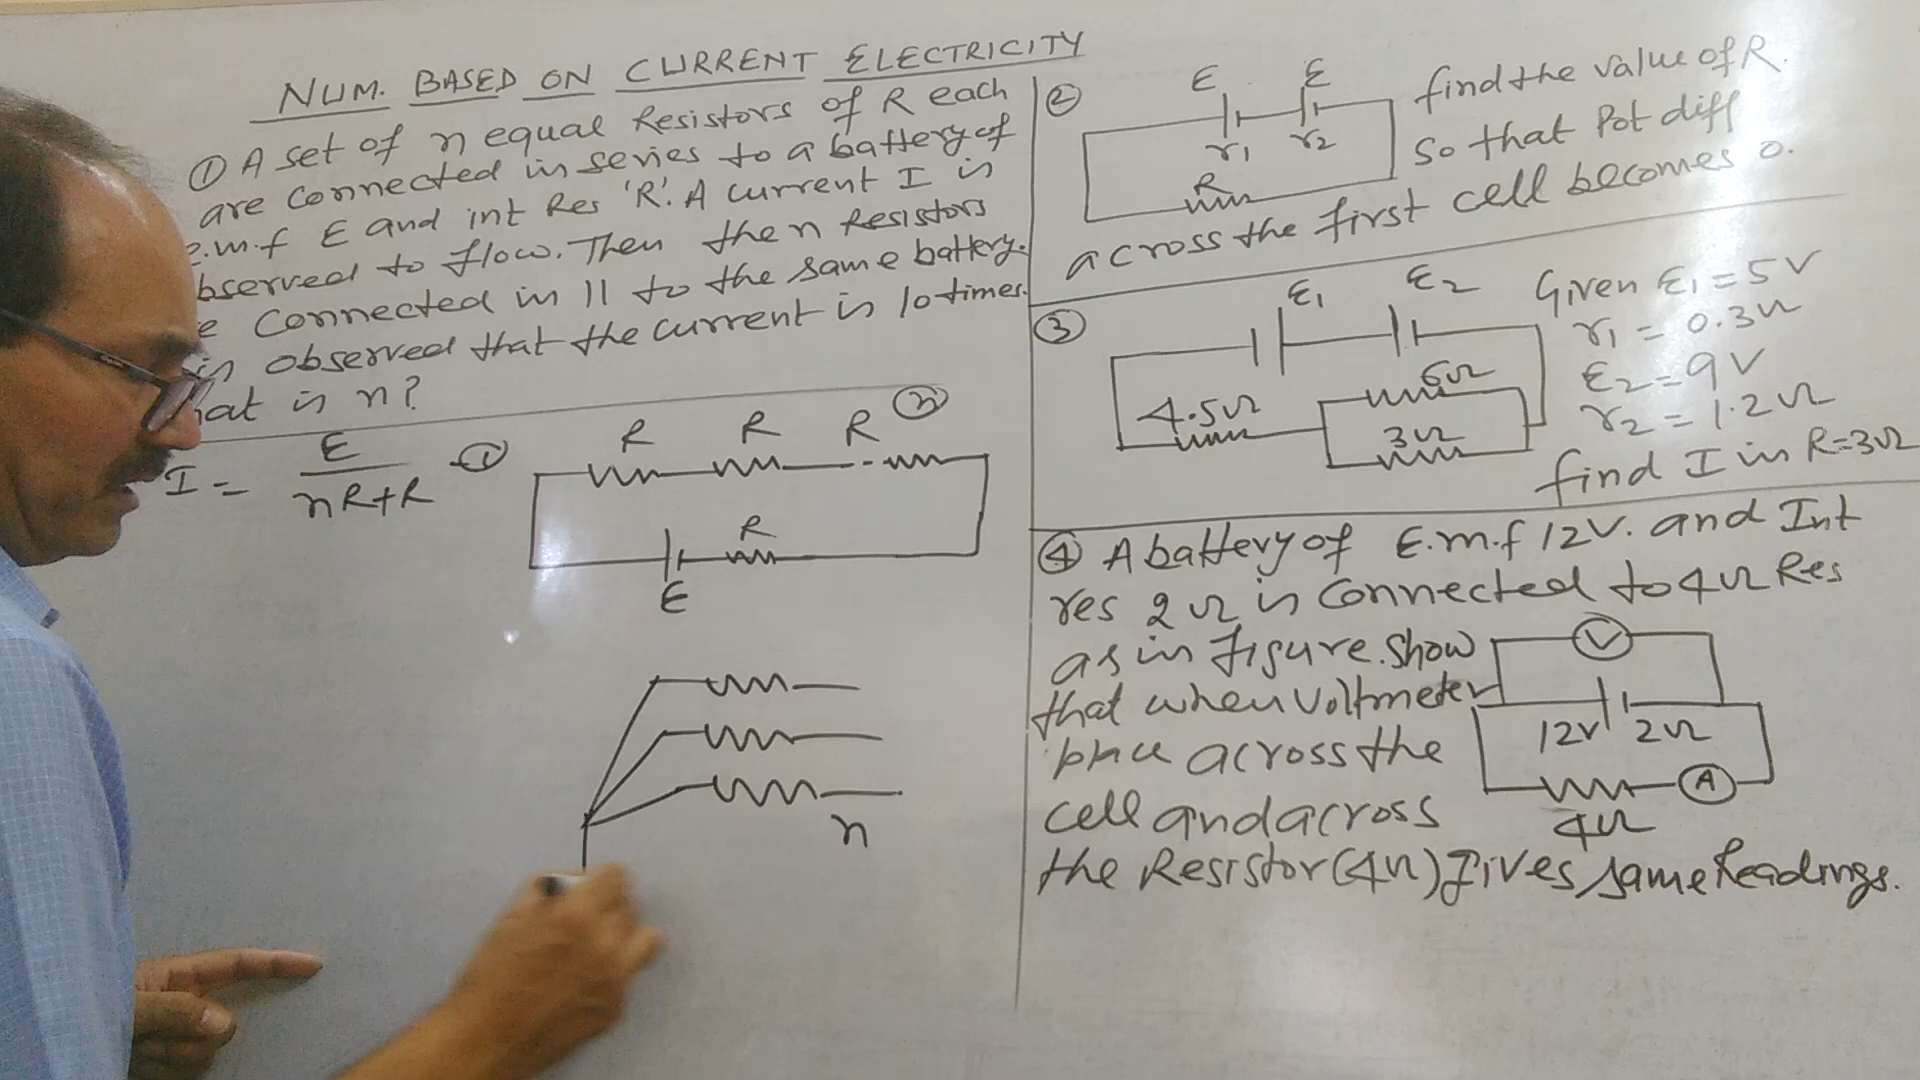 NUM. BASED ON CURRENT ELECTRICITY
① A set of n equal Resistors of R each
are connected in series to a battery of
e.m.f E and int Res 'R'. A current I is
bserved to flow. Then the n Resistors
e connected in 11 to the same battery.
is observed that the current is 10 times.
hat is n?
I = E
nR+R
①
R R R n
R
E
n
② E E
r1 r2
R
find the value of R.
so that Pot diff
across the first cell becomes 0.
③ E1 E2
4.5Ω
6Ω
3Ω
Given E1 = 5V
r1 = 0.3Ω
E2 = 9V
r2 = 1.2Ω
find I in R=3Ω
④ A battery of E.m.f 12V. and Int
res 2Ω is connected to 4Ω Res
as in figure. Show
that when voltmeter
place across the
cell and across
the Resistor (4Ω) gives same Readings.
V
12V 2Ω
A
4Ω